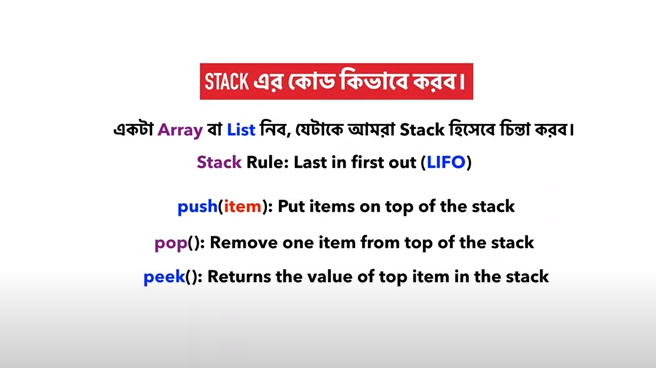 STACK এর কোড কিভাবে করব।
একটা Array বা List নিব, যেটাকে আমরা Stack হিসেবে চিন্তা করব।
Stack Rule: Last in first out (LIFO)
push(item): Put items on top of the stack
pop(): Remove one item from top of the stack
peek(): Returns the value of top item in the stack